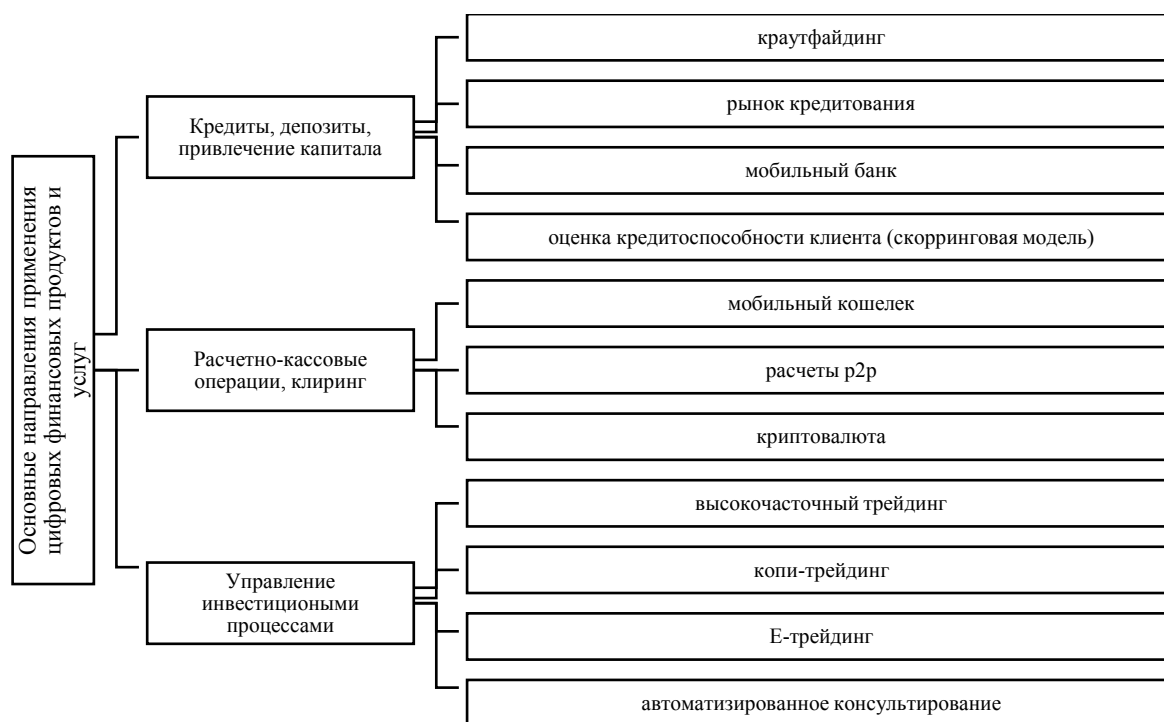 Основные направления применения
цифровых финансовых продуктов и
услуг
Кредиты, депозиты,
привлечение капитала
краутфайдинг
рынок кредитования
мобильный банк
оценка кредитоспособности клиента (скорринговая модель)
Расчетно-кассовые
операции, клиринг
мобильный кошелек
расчеты p2p
криптовалюта
Управление
инвестициоными
процессами
высокочасточный трейдинг
копи-трейдинг
E-трейдинг
автоматизированное консультирование